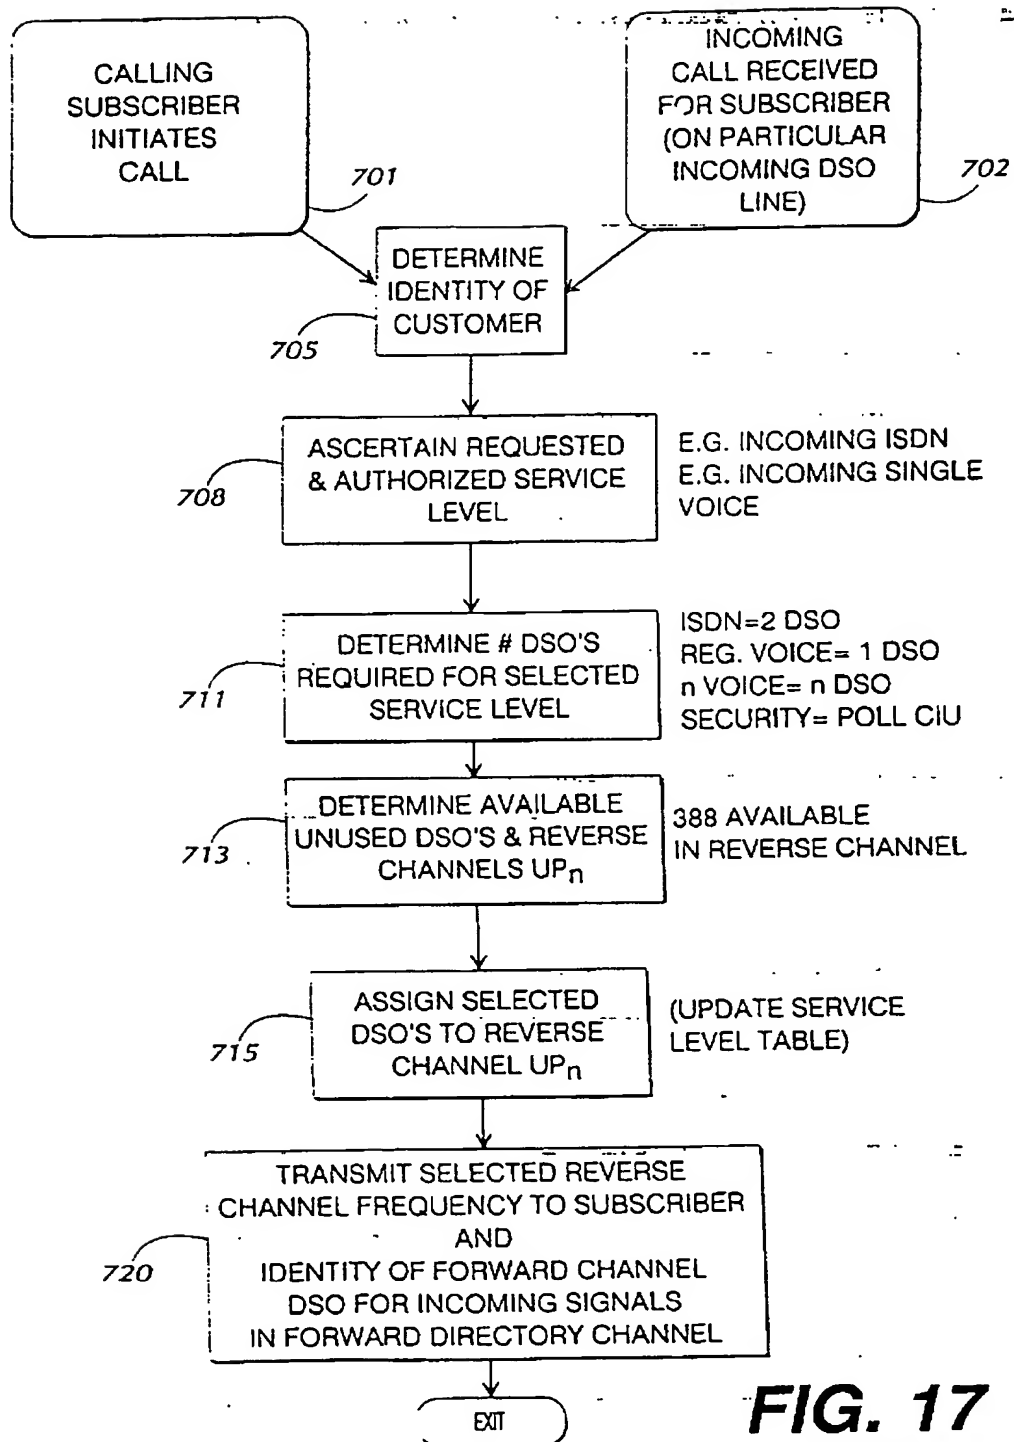 CALLING
SUBSCRIBER
INITIATES
CALL
701
INCOMING
CALL RECEIVED
FOR SUBSCRIBER
(ON PARTICULAR
INCOMING DSO
LINE)
702
DETERMINE
IDENTITY OF
CUSTOMER
705
ASCERTAIN REQUESTED
& AUTHORIZED SERVICE
LEVEL
708
E.G. INCOMING ISDN
E.G. INCOMING SINGLE
VOICE
DETERMINE # DSO'S
REQUIRED FOR SELECTED
SERVICE LEVEL
711
ISDN=2 DSO
REG. VOICE= 1 DSO
n VOICE= n DSO
SECURITY= POLL CIU
DETERMINE AVAILABLE
UNUSED DSO'S & REVERSE
CHANNELS UPn
713
388 AVAILABLE
IN REVERSE CHANNEL
ASSIGN SELECTED
DSO'S TO REVERSE
CHANNEL UPn
715
(UPDATE SERVICE
LEVEL TABLE)
TRANSMIT SELECTED REVERSE
CHANNEL FREQUENCY TO SUBSCRIBER
AND
IDENTITY OF FORWARD CHANNEL
DSO FOR INCOMING SIGNALS
IN FORWARD DIRECTORY CHANNEL
720
EXIT
FIG. 17